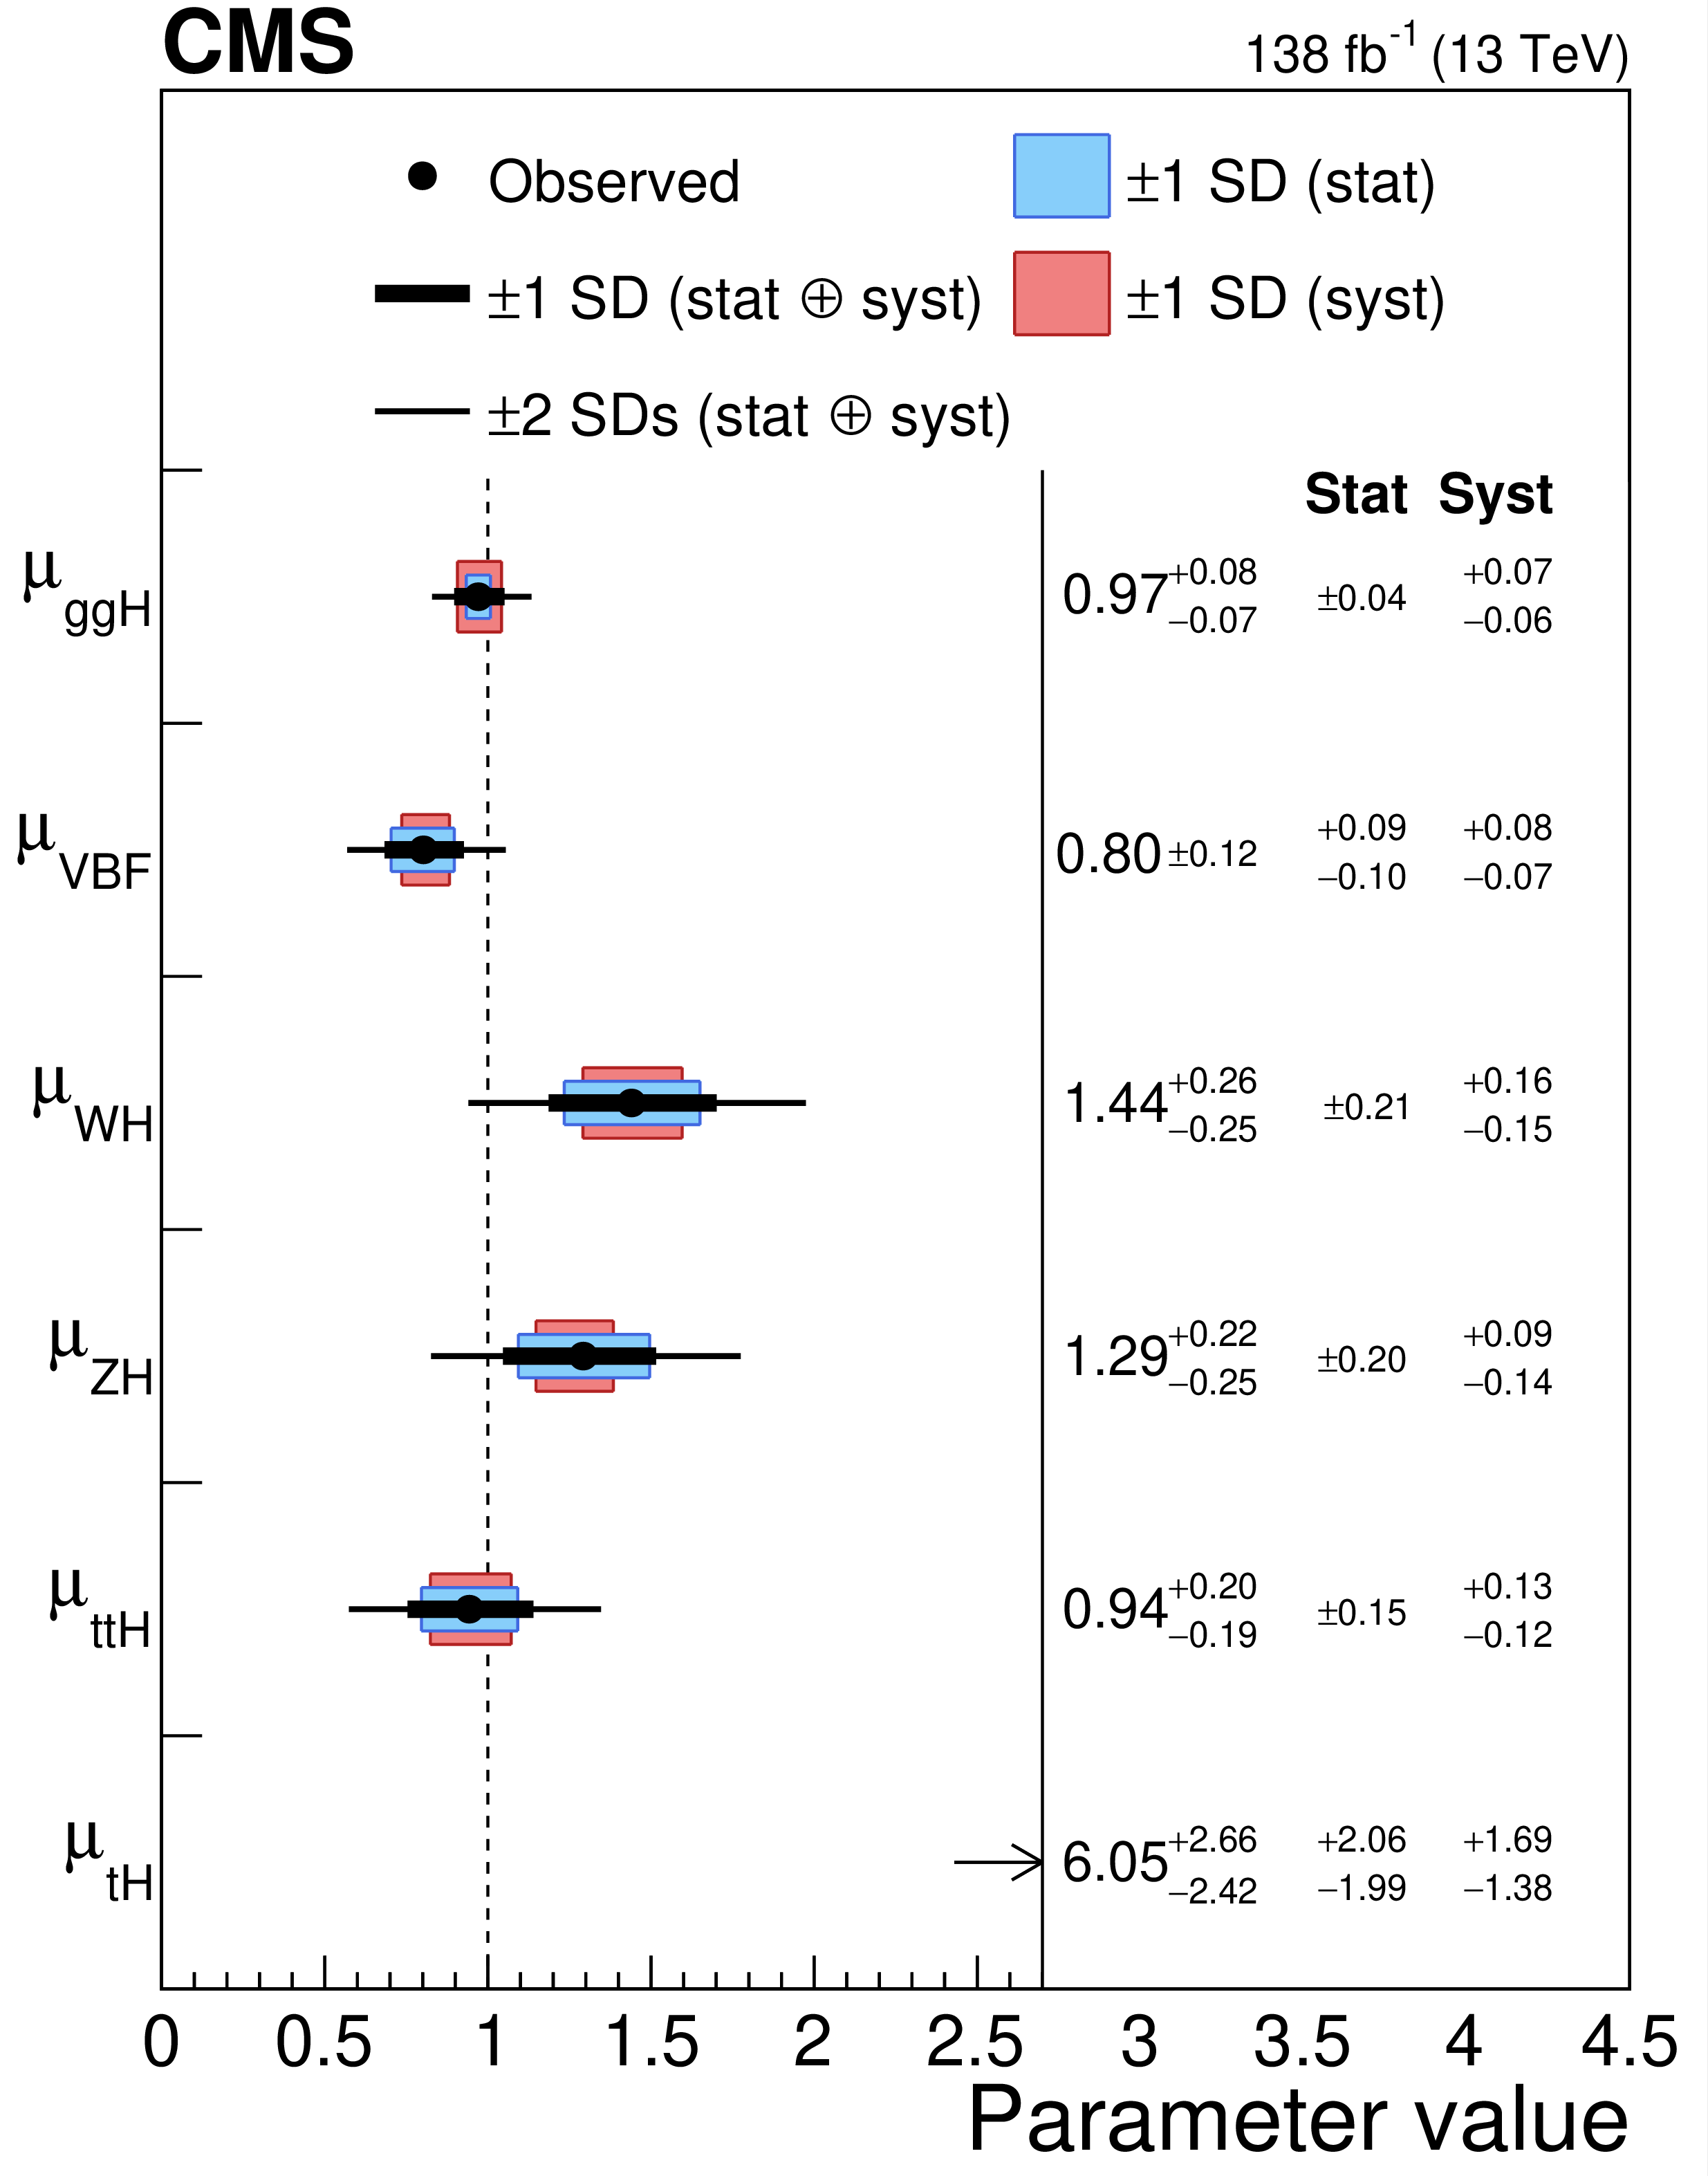 CMS 138 fb⁻¹ (13 TeV)
Observed ±1 SD (stat)
±1 SD (stat ⊕ syst) ±1 SD (syst)
±2 SDs (stat ⊕ syst)
Stat Syst
μ_ggH 0.97 +0.08 −0.07 ±0.04 +0.07 −0.06
μ_VBF 0.80 ±0.12 +0.09 −0.10 +0.08 −0.07
μ_WH 1.44 +0.26 −0.25 ±0.21 +0.16 −0.15
μ_ZH 1.29 +0.22 −0.25 ±0.20 +0.09 −0.14
μ_ttH 0.94 +0.20 −0.19 ±0.15 +0.13 −0.12
μ_tH 6.05 +2.66 −2.42 +2.06 −1.99 +1.69 −1.38
0 0.5 1 1.5 2 2.5 3 3.5 4 4.5
Parameter value